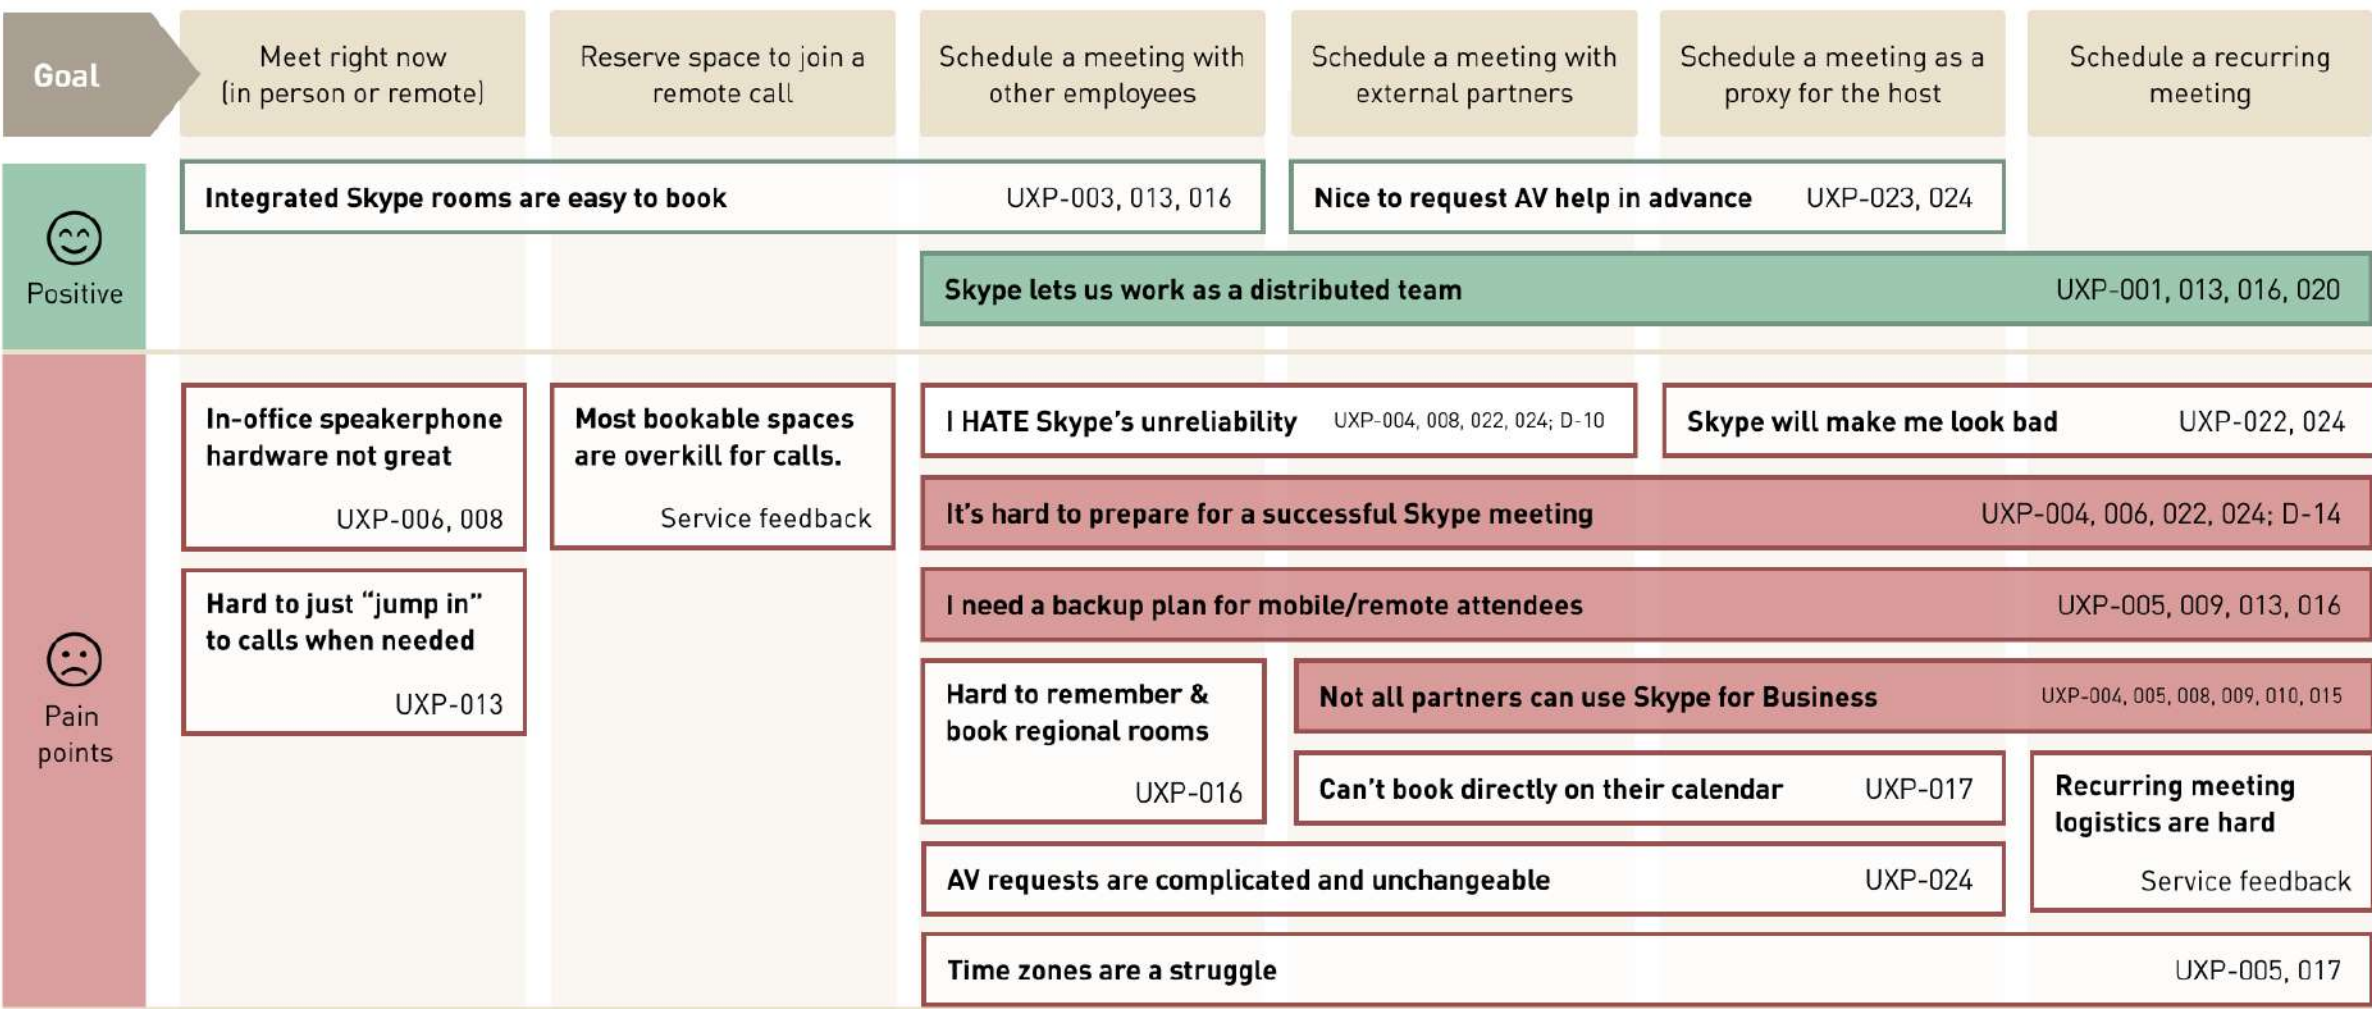 Goal
Meet right now
(in person or remote)
Reserve space to join a
remote call
Schedule a meeting with
other employees
Schedule a meeting with
external partners
Schedule a meeting as a
proxy for the host
Schedule a recurring
meeting
Positive
Integrated Skype rooms are easy to book UXP-003, 013, 016
Nice to request AV help in advance UXP-023, 024
Skype lets us work as a distributed team UXP-001, 013, 016, 020
Pain
points
In-office speakerphone
hardware not great
UXP-006, 008
Most bookable spaces
are overkill for calls.
Service feedback
I HATE Skype's unreliability UXP-004, 008, 022, 024; D-10
Skype will make me look bad UXP-022, 024
It's hard to prepare for a successful Skype meeting UXP-004, 006, 022, 024; D-14
Hard to just “jump in”
to calls when needed
UXP-013
I need a backup plan for mobile/remote attendees UXP-005, 009, 013, 016
Hard to remember &
book regional rooms
UXP-016
Not all partners can use Skype for Business UXP-004, 005, 008, 009, 010, 015
Can't book directly on their calendar UXP-017
Recurring meeting
logistics are hard
Service feedback
AV requests are complicated and unchangeable UXP-024
Time zones are a struggle UXP-005, 017